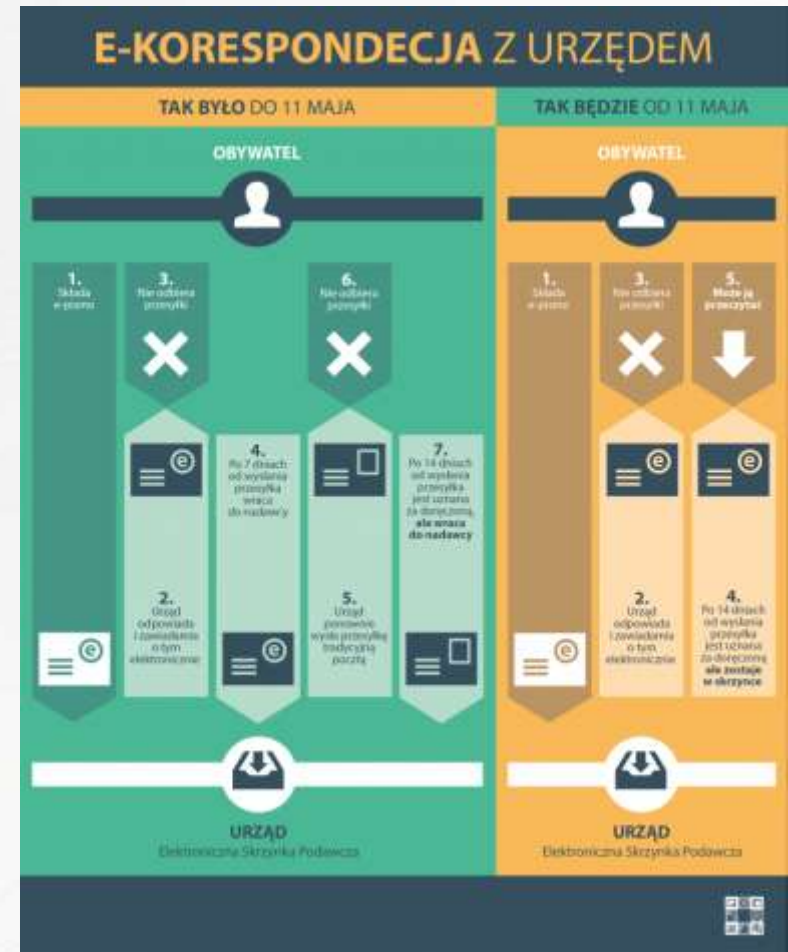 E-KORESPONDECJA Z URZĘDEM
TAK BYŁO DO 11 MAJA
OBYWATEL
1.
Składa
e-pismo
3.
Nie odbiera
przesyłki
6.
Nie odbiera
przesyłki
4.
Po 7 dniach
od wysłania
przesyłka
wraca
do nadawcy
7.
Po 14 dniach
od wysłania
przesyłka
jest uznana
za doręczoną,
ale wraca
do nadawcy
2.
Urząd
odpowiada
i zawiadamia
o tym
elektronicznie
5.
Urząd
ponownie
wysyła przesyłkę
tradycyjną
pocztą
URZĄD
Elektroniczna Skrzynka Podawcza
TAK BĘDZIE OD 11 MAJA
OBYWATEL
1.
Składa
e-pismo
3.
Nie odbiera
przesyłki
5.
Może ją
przeczytać
2.
Urząd
odpowiada
i zawiadamia
o tym
elektronicznie
4.
Po 14 dniach
od wysłania
przesyłka
jest uznana
za doręczoną
ale zostaje
w skrzynce
URZĄD
Elektroniczna Skrzynka Podawcza